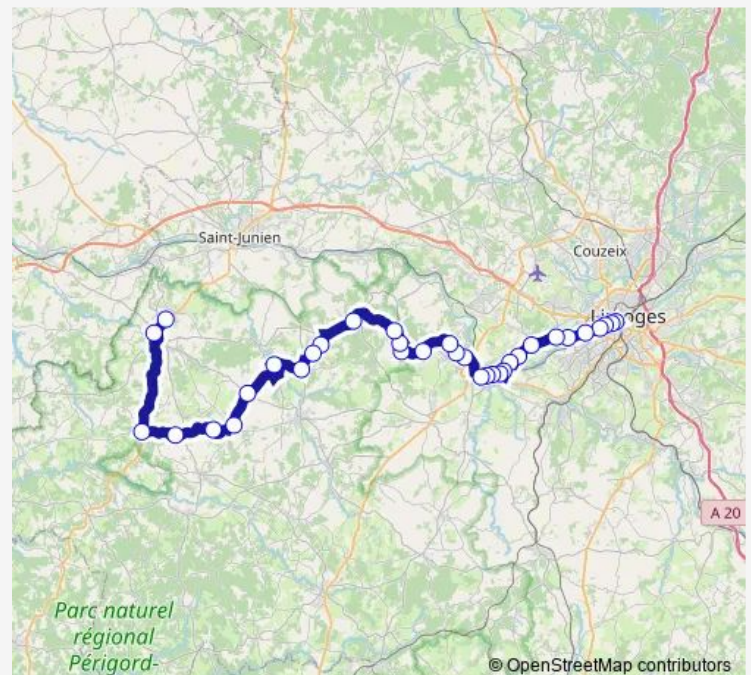 Saint-Junien
Couzeix
Limoges
A 20
Parc naturel
régional
Périgord-
© OpenStreetMap contributors